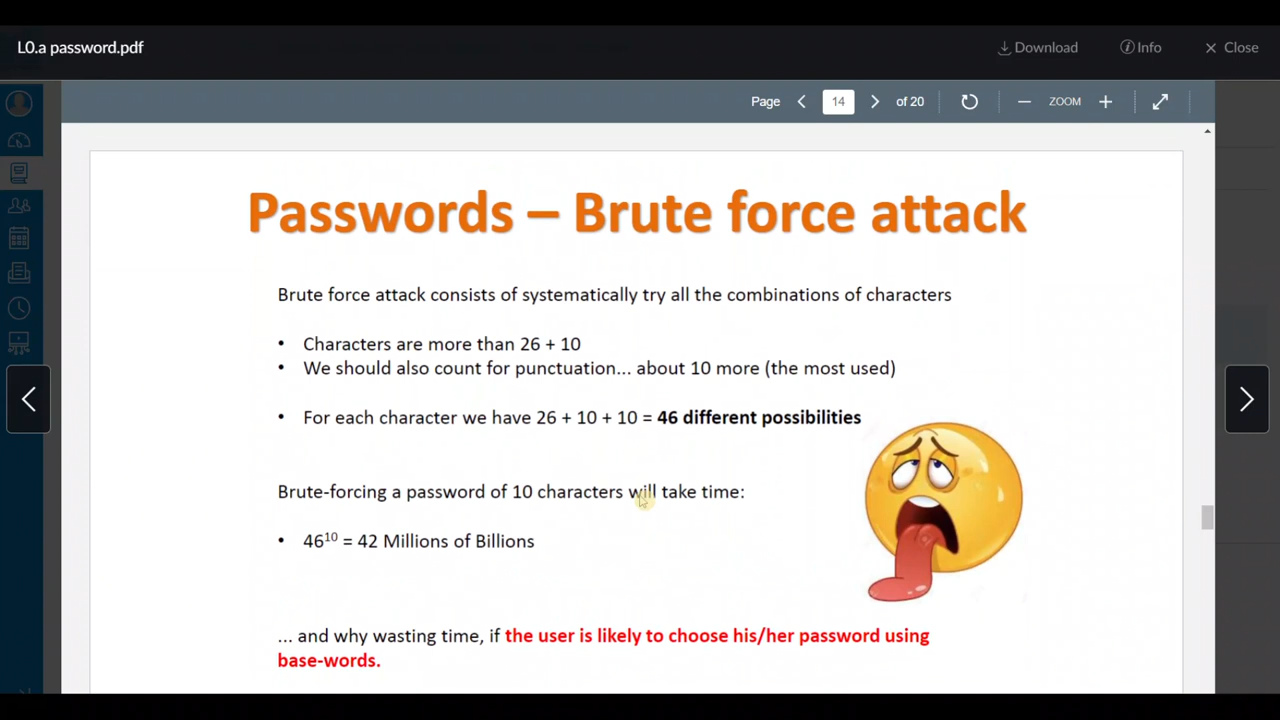 L0.a password.pdf
Download
Info
Close
Page
14
of 20
ZOOM
Passwords – Brute force attack
Brute force attack consists of systematically try all the combinations of characters
• Characters are more than 26 + 10
• We should also count for punctuation... about 10 more (the most used)
• For each character we have 26 + 10 + 10 = 46 different possibilities
Brute-forcing a password of 10 characters will take time:
• 46¹⁰ = 42 Millions of Billions
... and why wasting time, if the user is likely to choose his/her password using
base-words.